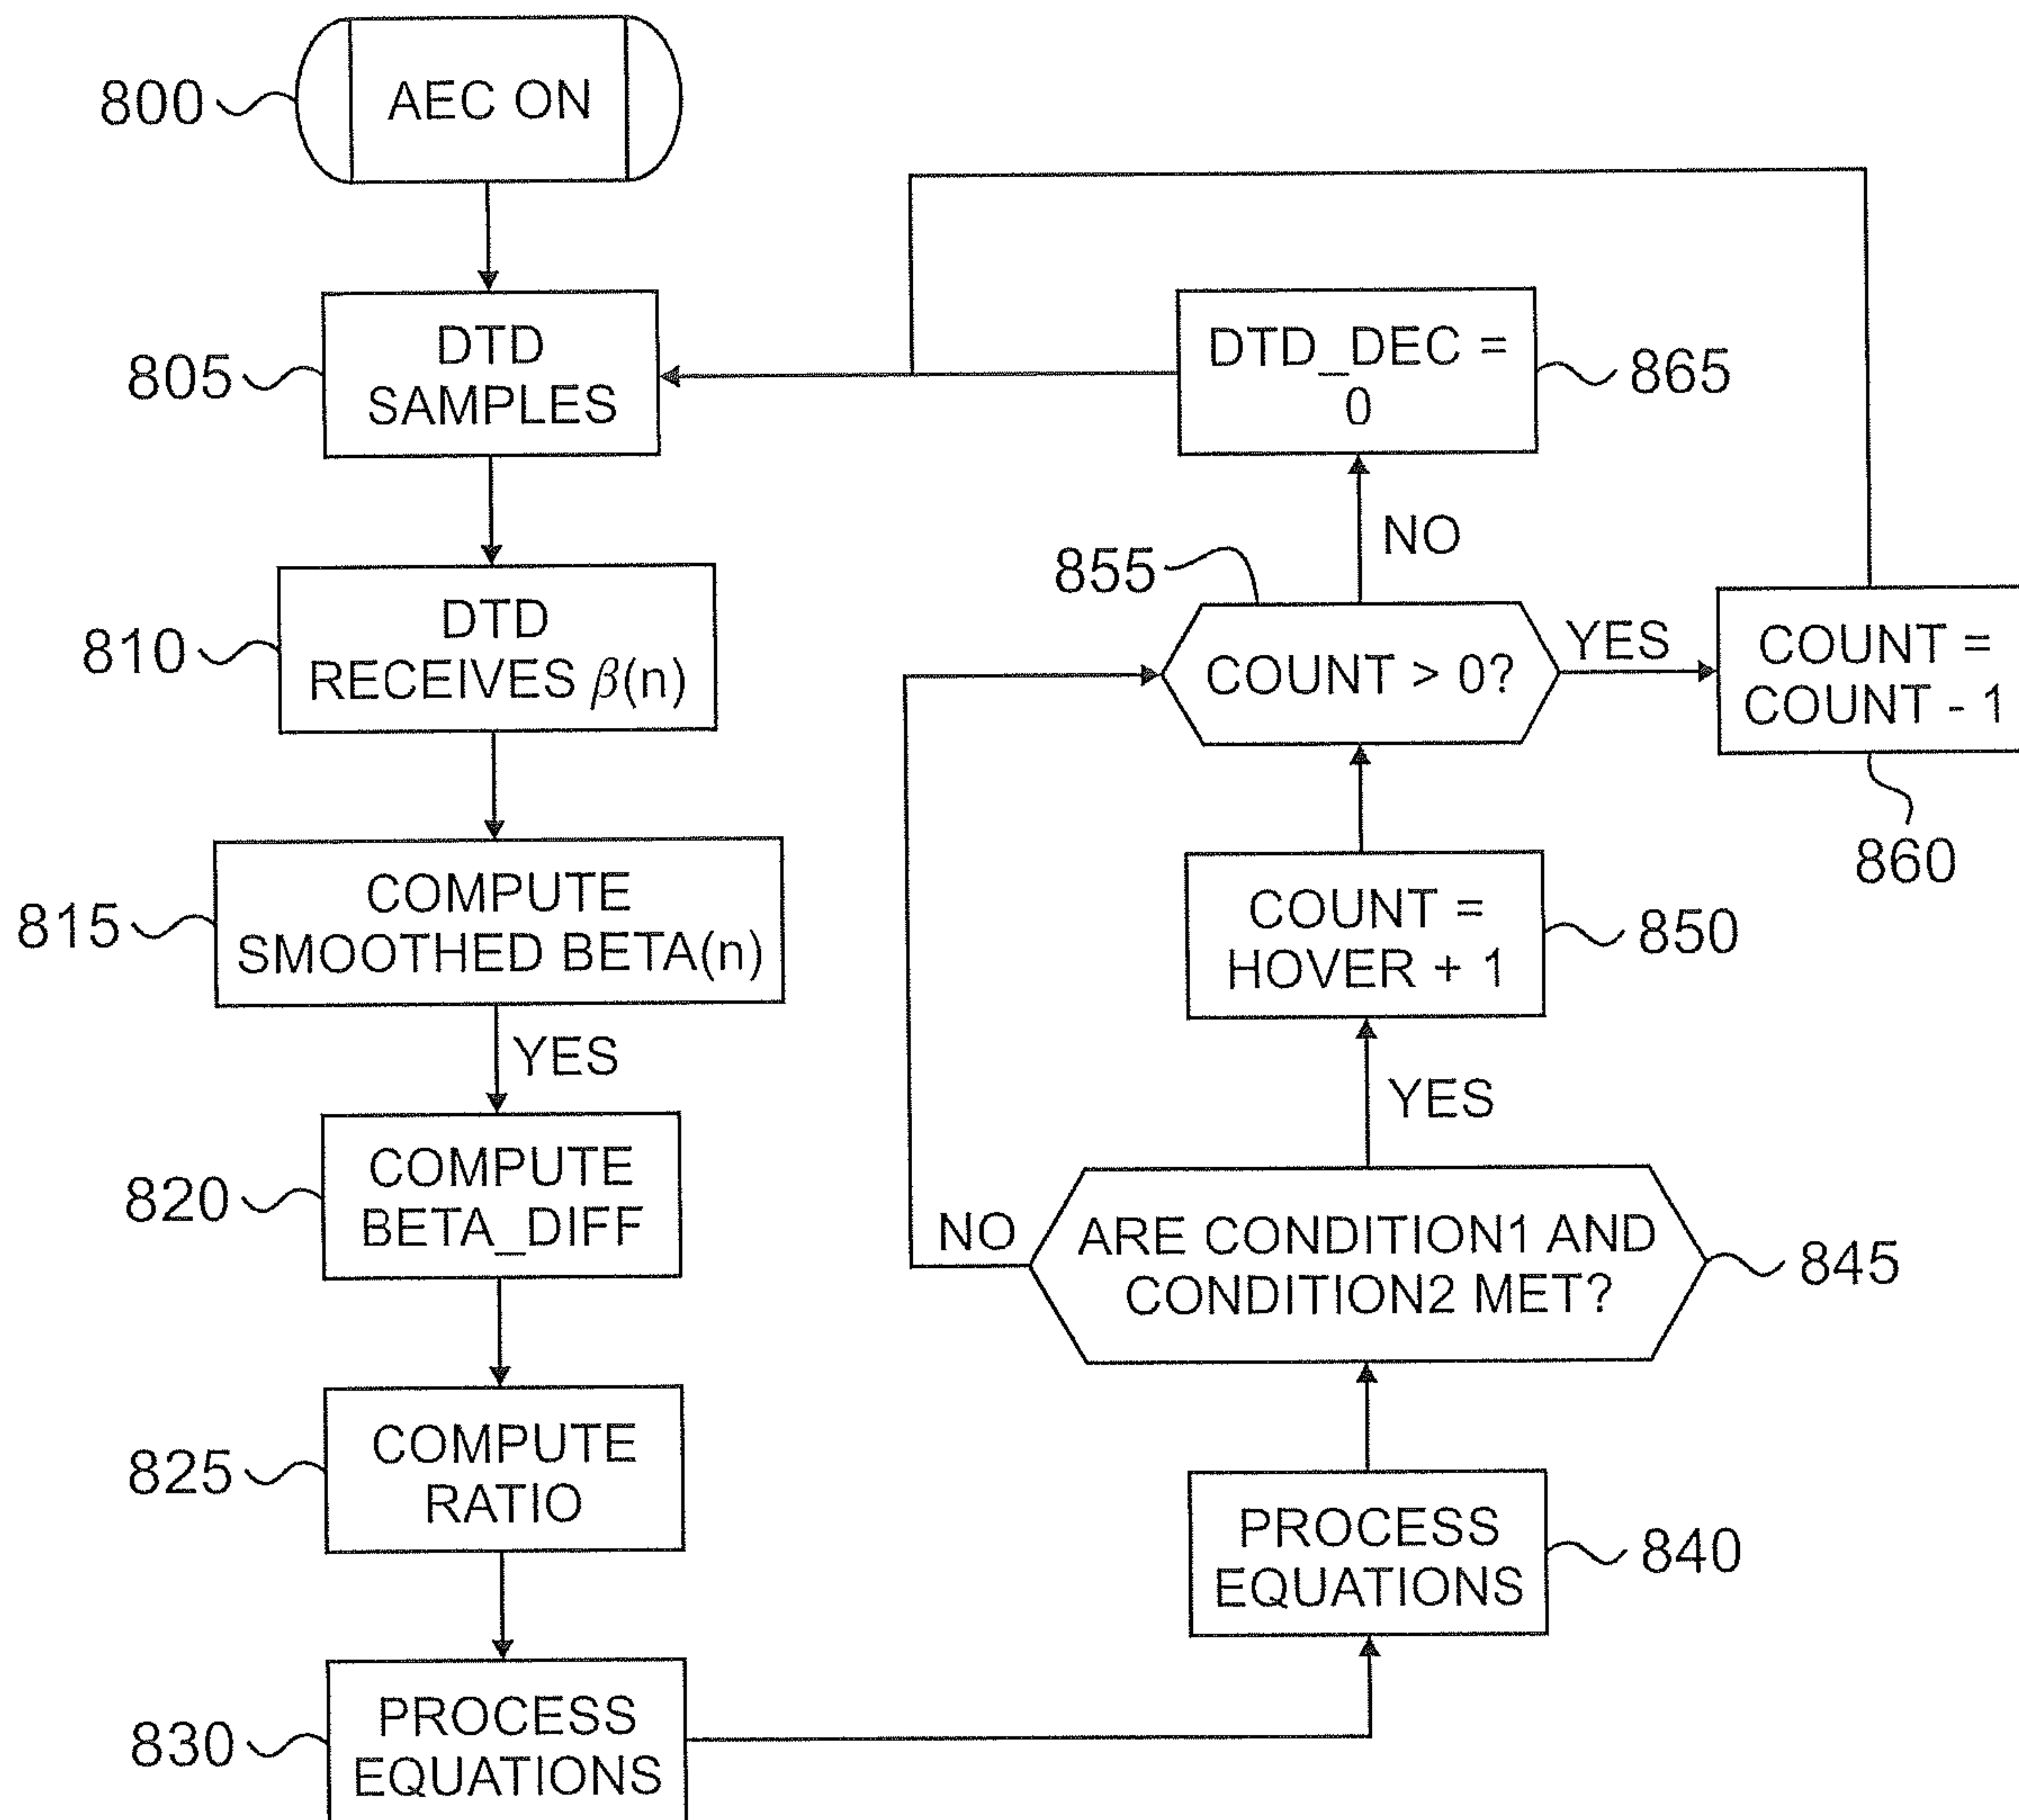 800
AEC ON
805
DTD
SAMPLES
810
DTD
RECEIVES β(n)
815
COMPUTE
SMOOTHED BETA(n)
YES
820
COMPUTE
BETA_DIFF
825
COMPUTE
RATIO
830
PROCESS
EQUATIONS
PROCESS
EQUATIONS
840
ARE CONDITION1 AND
CONDITION2 MET?
845
NO
YES
COUNT =
HOVER + 1
850
855
COUNT > 0?
YES
COUNT =
COUNT - 1
860
NO
DTD_DEC =
0
865